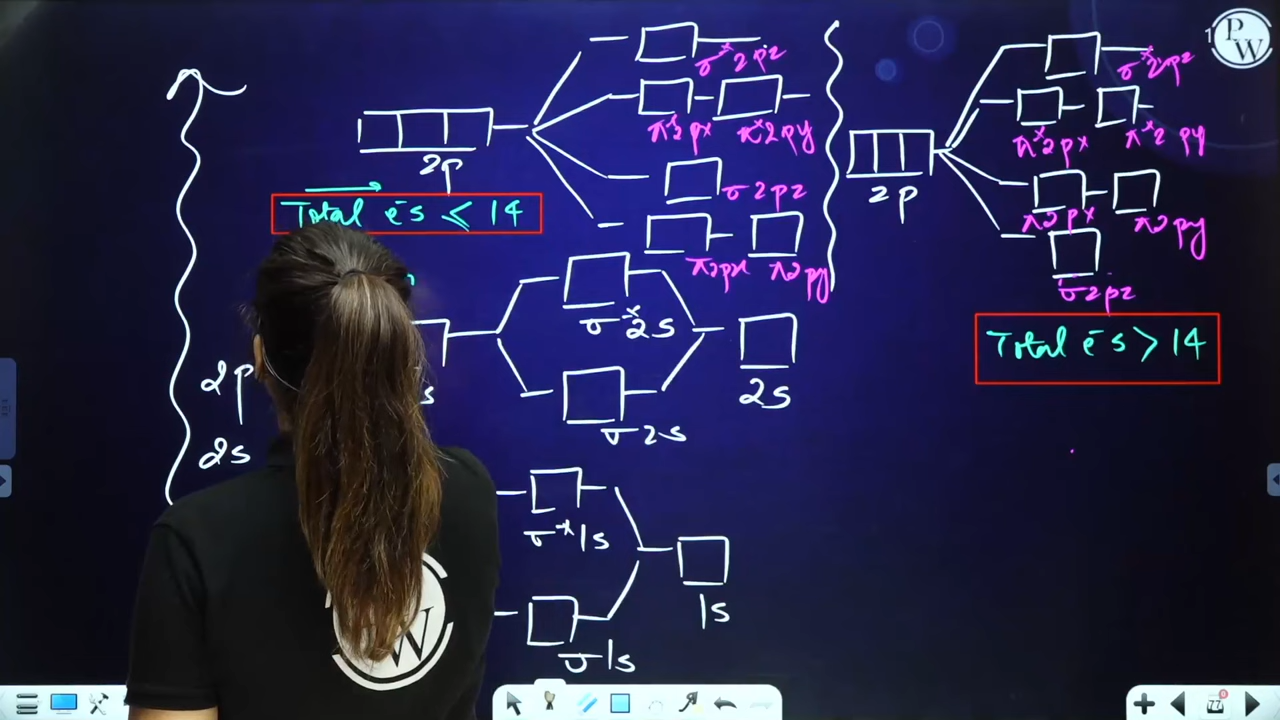 σ*2pz
π*2px π*2py
2p
σ2pz
Total e⁻s ≤ 14
π2px π2py
σ*2s
2s
σ2s
2p
2s
s
σ*1s
1s
σ1s
σ*2pz
π*2px π*2py
2p
π2px π2py
σ2pz
Total e⁻s > 14
PW
W
77